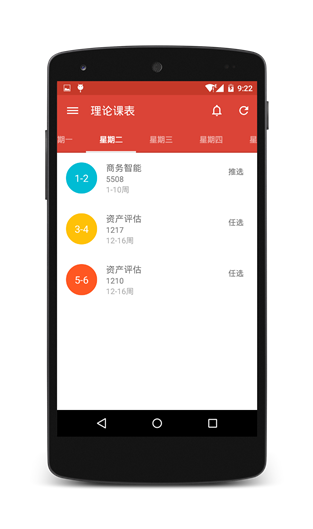 9:22
理论课表
期一 星期二 星期三 星期四 星
1-2 商务智能 推选
5508
1-10周
3-4 资产评估 任选
1217
12-16周
5-6 资产评估 任选
1210
12-16周